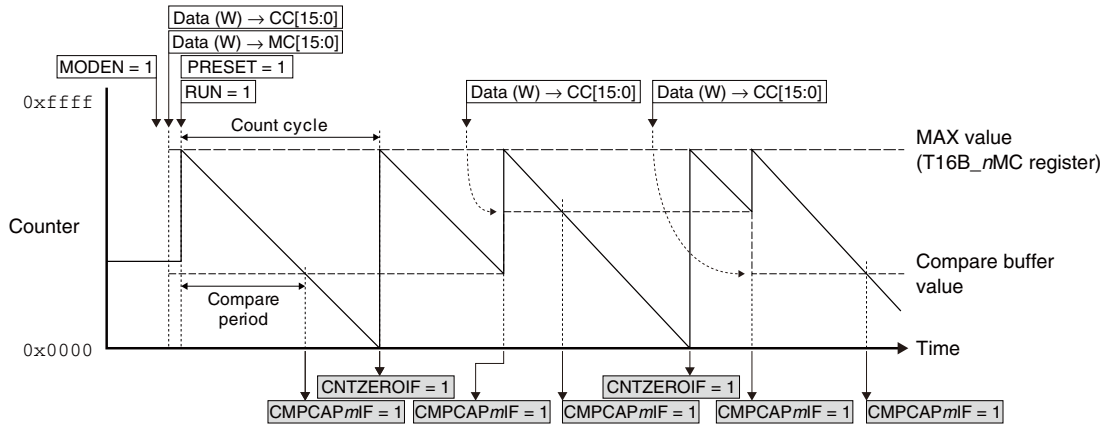 Data (W) → CC[15:0]
Data (W) → MC[15:0]
MODEN = 1
PRESET = 1
RUN = 1
Data (W) → CC[15:0]
Data (W) → CC[15:0]
0xffff
Count cycle
MAX value
(T16B_nMC register)
Counter
Compare
period
Compare buffer
value
0x0000
Time
CNTZEROIF = 1
CNTZEROIF = 1
CMPCAPmIF = 1
CMPCAPmIF = 1
CMPCAPmIF = 1
CMPCAPmIF = 1
CMPCAPmIF = 1